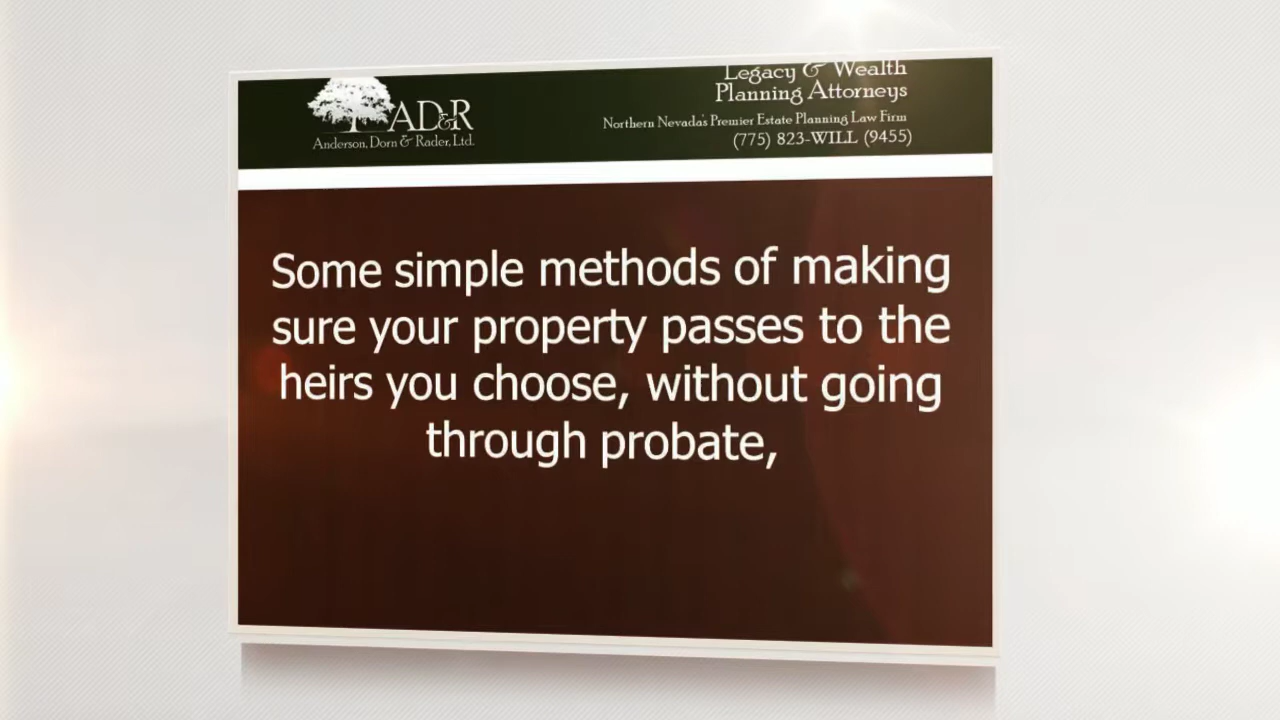 AD&R
Anderson, Dorn & Rader, Ltd.
Legacy & Wealth
Planning Attorneys
Northern Nevada's Premier Estate Planning Law Firm
(775) 823-WILL (9455)
Some simple methods of making
sure your property passes to the
heirs you choose, without going
through probate,